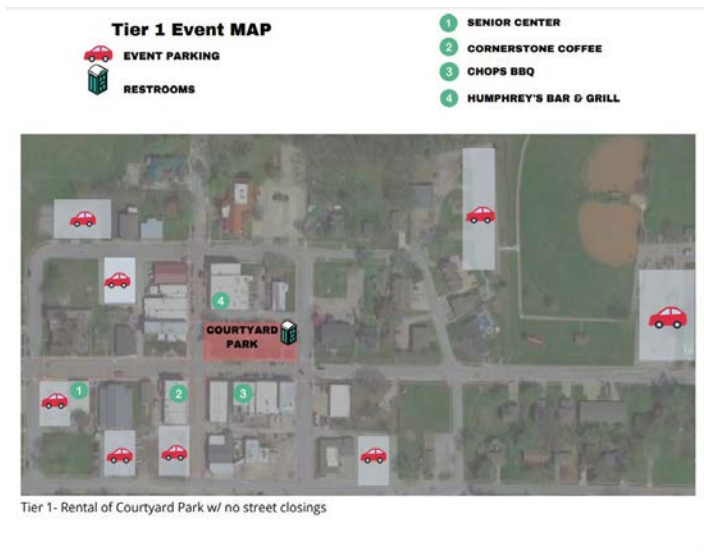 Tier 1 Event MAP
EVENT PARKING
RESTROOMS
1 SENIOR CENTER
2 CORNERSTONE COFFEE
3 CHOPS BBQ
4 HUMPHREY'S BAR & GRILL
4
COURTYARD
PARK
1
2
3
Tier 1- Rental of Courtyard Park w/ no street closings